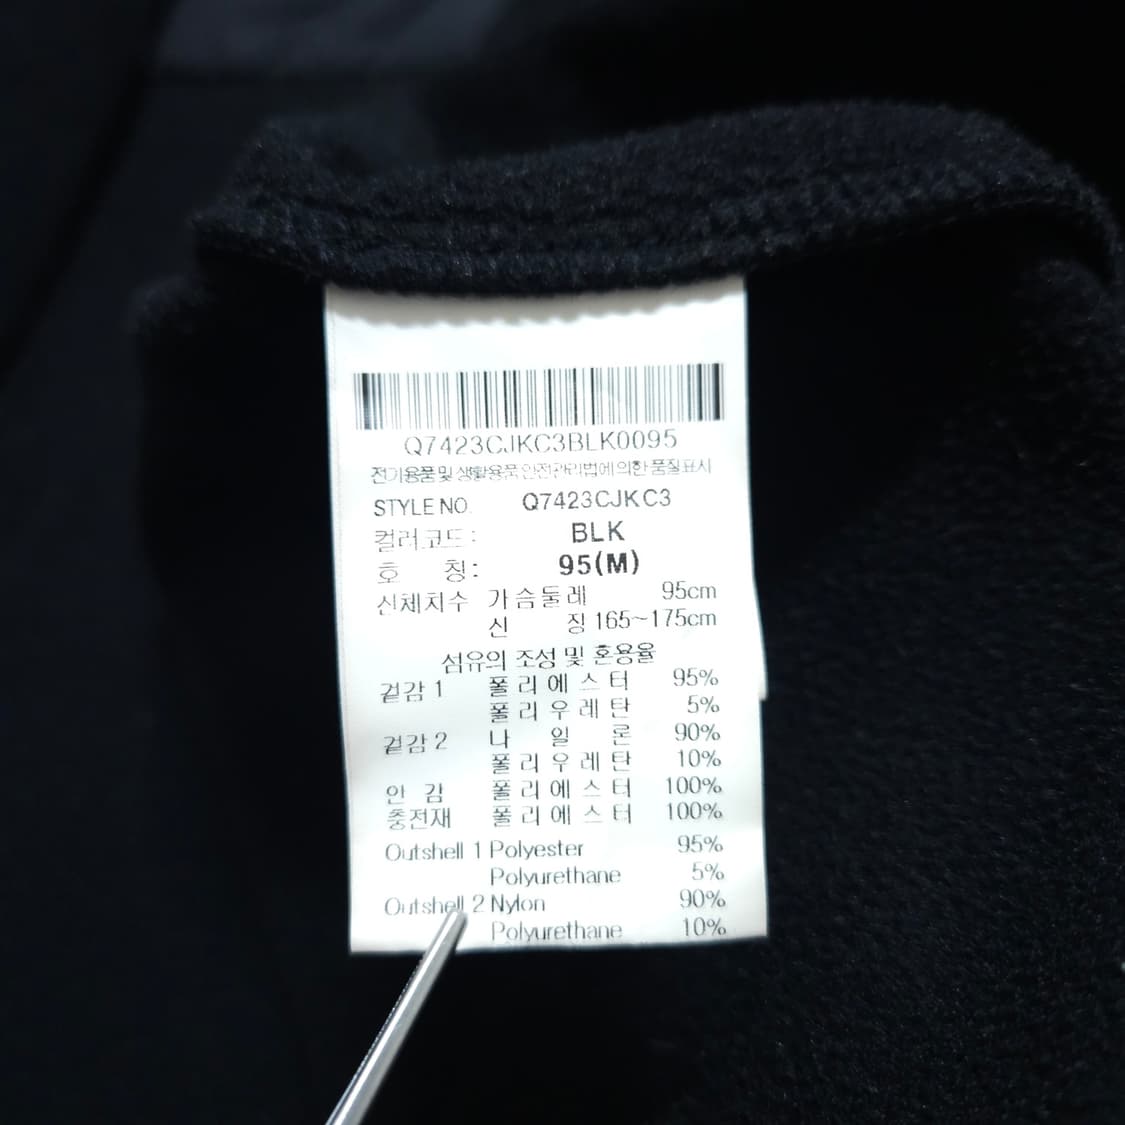 Q7423CJKC3BLK0095
전기용품 및 생활용품 안전관리법에 의한 품질표시
STYLE NO. Q7423CJKC3
컬러코드: BLK
호 칭: 95(M)
신체치수 가슴둘레 95cm
신 장 165~175cm
섬유의 조성 및 혼용율
겉감 1 폴리에스터 95%
폴리우레탄 5%
겉감 2 나 일 론 90%
폴리우레탄 10%
안 감 폴리에스터 100%
충전재 폴리에스터 100%
Outshell 1 Polyester 95%
Polyurethane 5%
Outshell 2 Nylon 90%
Polyurethane 10%